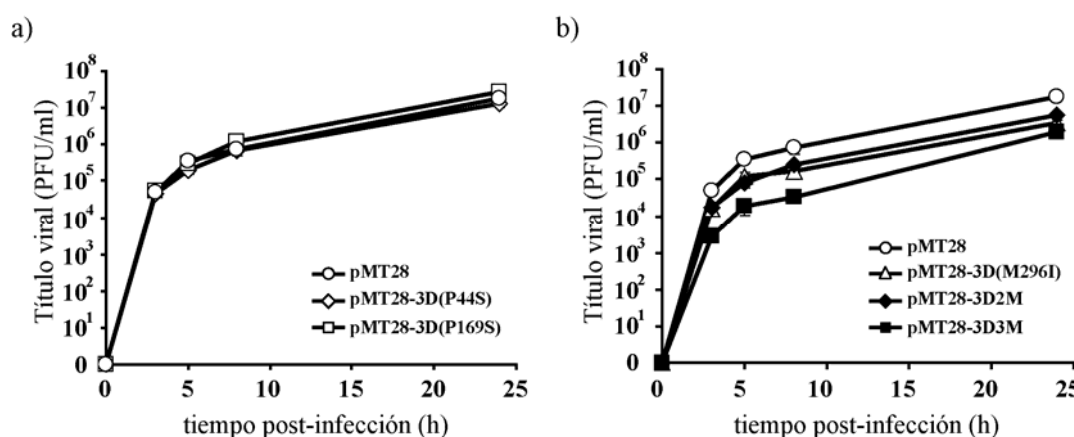 a)
Título viral (PFU/ml)
10⁸
10⁷
10⁶
10⁵
10⁴
10³
10²
10¹
0
0 5 10 15 20 25
tiempo post-infección (h)
pMT28
pMT28-3D(P44S)
pMT28-3D(P169S)
b)
Título viral (PFU/ml)
10⁸
10⁷
10⁶
10⁵
10⁴
10³
10²
10¹
0
0 5 10 15 20 25
tiempo post-infección (h)
pMT28
pMT28-3D(M296I)
pMT28-3D2M
pMT28-3D3M